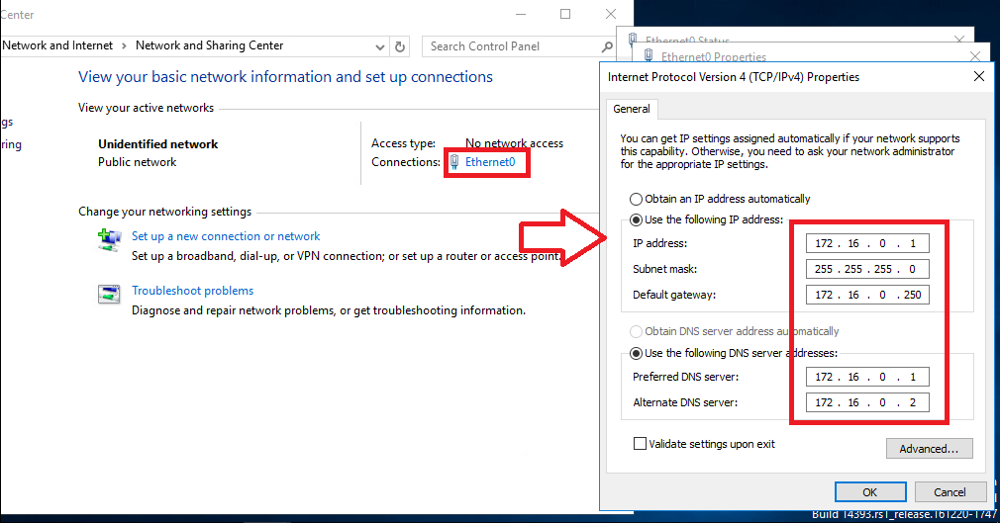 Center
Network and Internet > Network and Sharing Center
Search Control Panel
View your basic network information and set up connections
View your active networks
gs
ring
Unidentified network
Public network
Access type: No network access
Connections: Ethernet0
Change your networking settings
Set up a new connection or network
Set up a broadband, dial-up, or VPN connection; or set up a router or access point.
Troubleshoot problems
Diagnose and repair network problems, or get troubleshooting information.
Ethernet0 Status
Ethernet0 Properties
Internet Protocol Version 4 (TCP/IPv4) Properties
General
You can get IP settings assigned automatically if your network supports
this capability. Otherwise, you need to ask your network administrator
for the appropriate IP settings.
Obtain an IP address automatically
Use the following IP address:
IP address: 172 . 16 . 0 . 1
Subnet mask: 255 . 255 . 255 . 0
Default gateway: 172 . 16 . 0 . 250
Obtain DNS server address automatically
Use the following DNS server addresses:
Preferred DNS server: 172 . 16 . 0 . 1
Alternate DNS server: 172 . 16 . 0 . 2
Validate settings upon exit
Advanced...
OK
Cancel
Build 14393.rs1_release.161220-1747